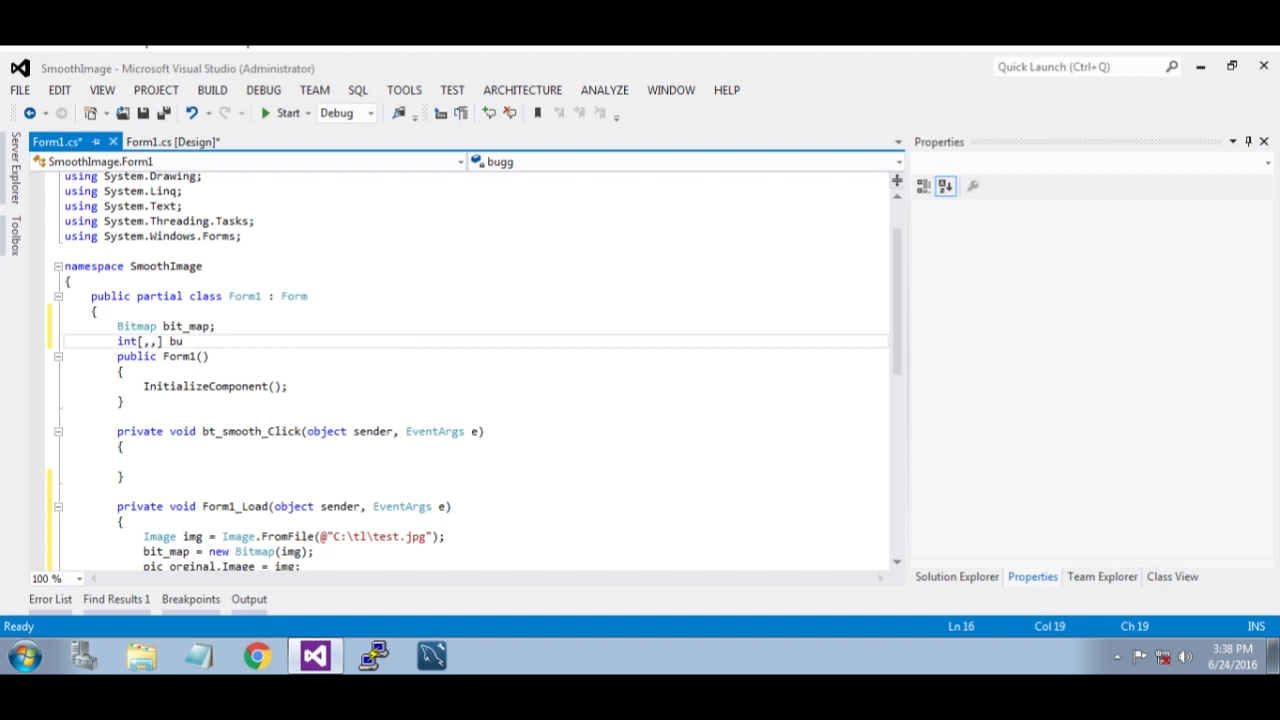 SmoothImage - Microsoft Visual Studio (Administrator)
Quick Launch (Ctrl+Q)
FILE EDIT VIEW PROJECT BUILD DEBUG TEAM SQL TOOLS TEST ARCHITECTURE ANALYZE WINDOW HELP
Start Debug
Server Explorer
Toolbox
Form1.cs* Form1.cs [Design]*
Properties
SmoothImage.Form1 bugg
using System.Drawing;
using System.Linq;
using System.Text;
using System.Threading.Tasks;
using System.Windows.Forms;
namespace SmoothImage
{
public partial class Form1 : Form
{
Bitmap bit_map;
int[,,] bu
public Form1()
{
InitializeComponent();
}
private void bt_smooth_Click(object sender, EventArgs e)
{
}
private void Form1_Load(object sender, EventArgs e)
{
Image img = Image.FromFile(@"C:\tl\test.jpg");
bit_map = new Bitmap(img);
pic_orginal.Image = img;
100 %
Solution Explorer Properties Team Explorer Class View
Error List Find Results 1 Breakpoints Output
Ready Ln 16 Col 19 Ch 19 INS
3:38 PM
6/24/2016